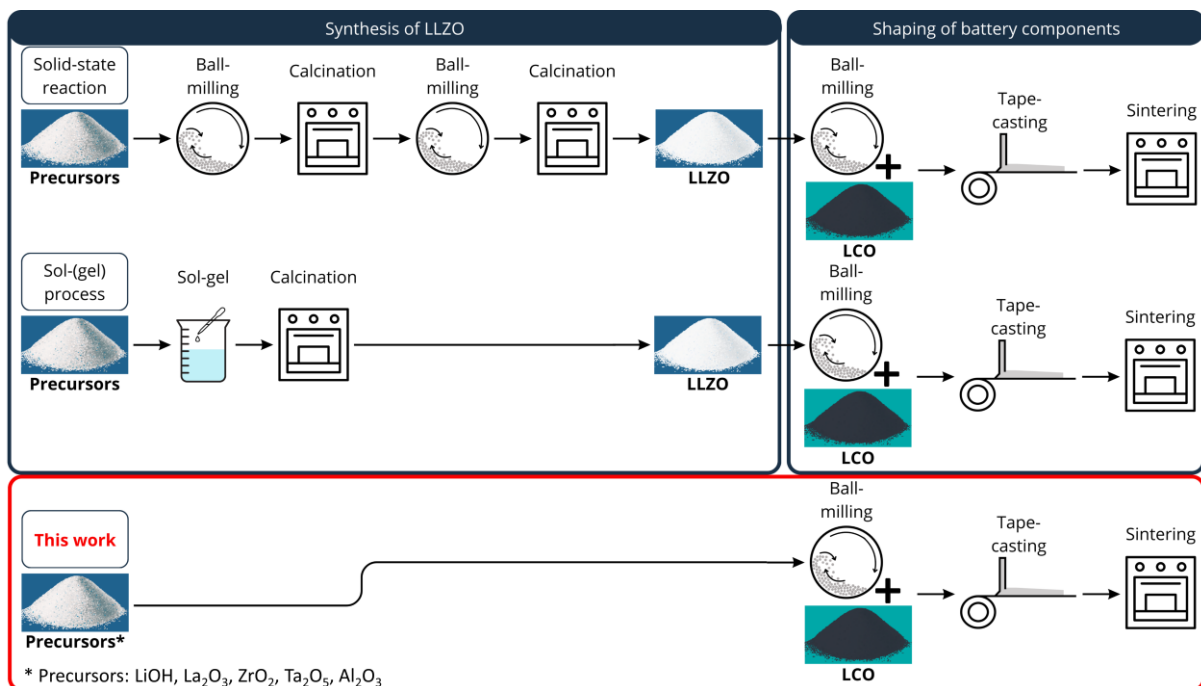 Synthesis of LLZO
Shaping of battery components
Solid-state
reaction
Ball-
milling
Calcination
Ball-
milling
Calcination
Ball-
milling
Tape-
casting
Sintering
Precursors
LLZO
LCO
Sol-(gel)
process
Sol-gel
Calcination
Ball-
milling
Tape-
casting
Sintering
Precursors
LLZO
LCO
This work
Ball-
milling
Tape-
casting
Sintering
Precursors*
LCO
* Precursors: LiOH, La₂O₃, ZrO₂, Ta₂O₅, Al₂O₃